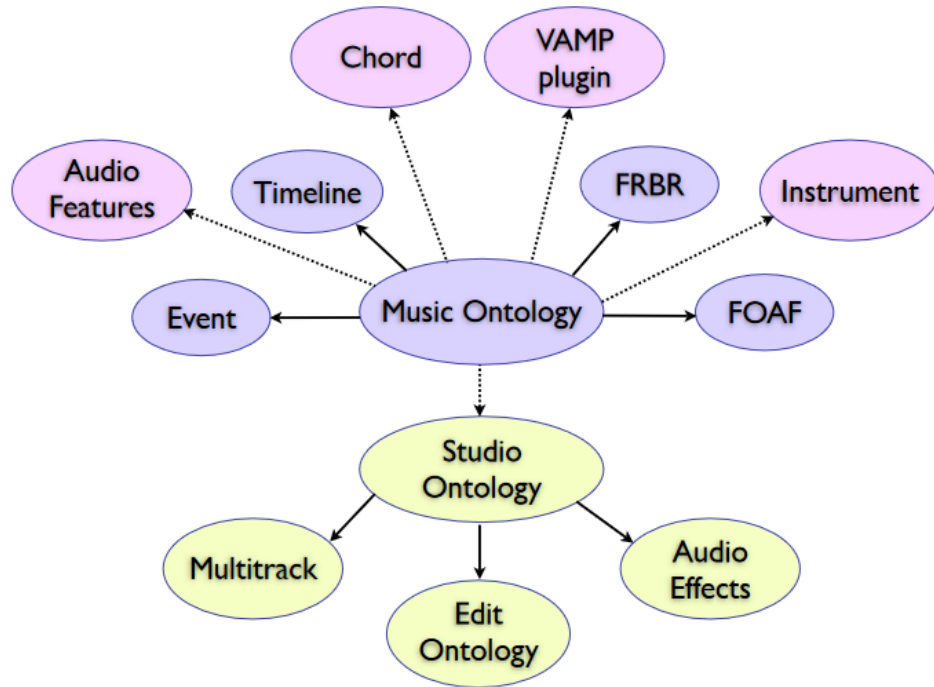 Chord
VAMP
plugin
Audio
Features
Timeline
FRBR
Instrument
Event
Music Ontology
FOAF
Studio
Ontology
Multitrack
Edit
Ontology
Audio
Effects